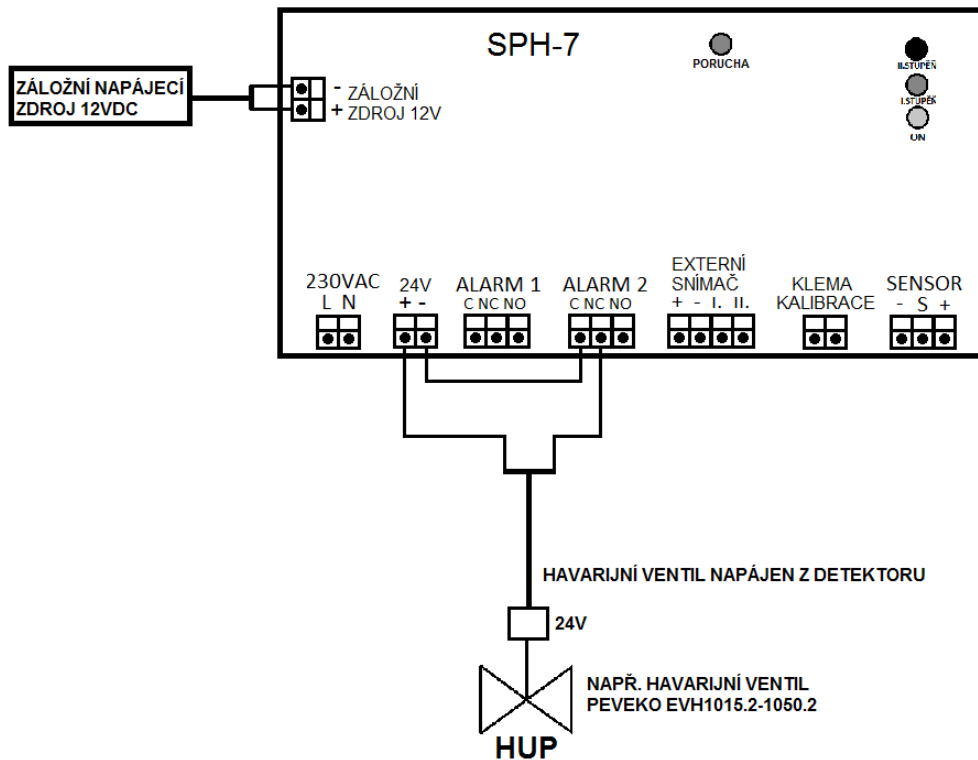 SPH-7
PORUCHA
II.STUPĚŇ
I.STUPĚK
ON
ZÁLOŽNÍ NAPÁJECÍ
ZDROJ 12VDC
- ZÁLOŽNÍ
+ ZDROJ 12V
230VAC
L N
24V
+ -
ALARM 1
C NC NO
ALARM 2
C NC NO
EXTERNÍ
SNÍMAČ
+ - I. II.
KLEMA
KALIBRACE
SENSOR
- S +
HAVARIJNÍ VENTIL NAPÁJEN Z DETEKTORU
24V
NAPŘ. HAVARIJNÍ VENTIL
PEVEKO EVH1015.2-1050.2
HUP